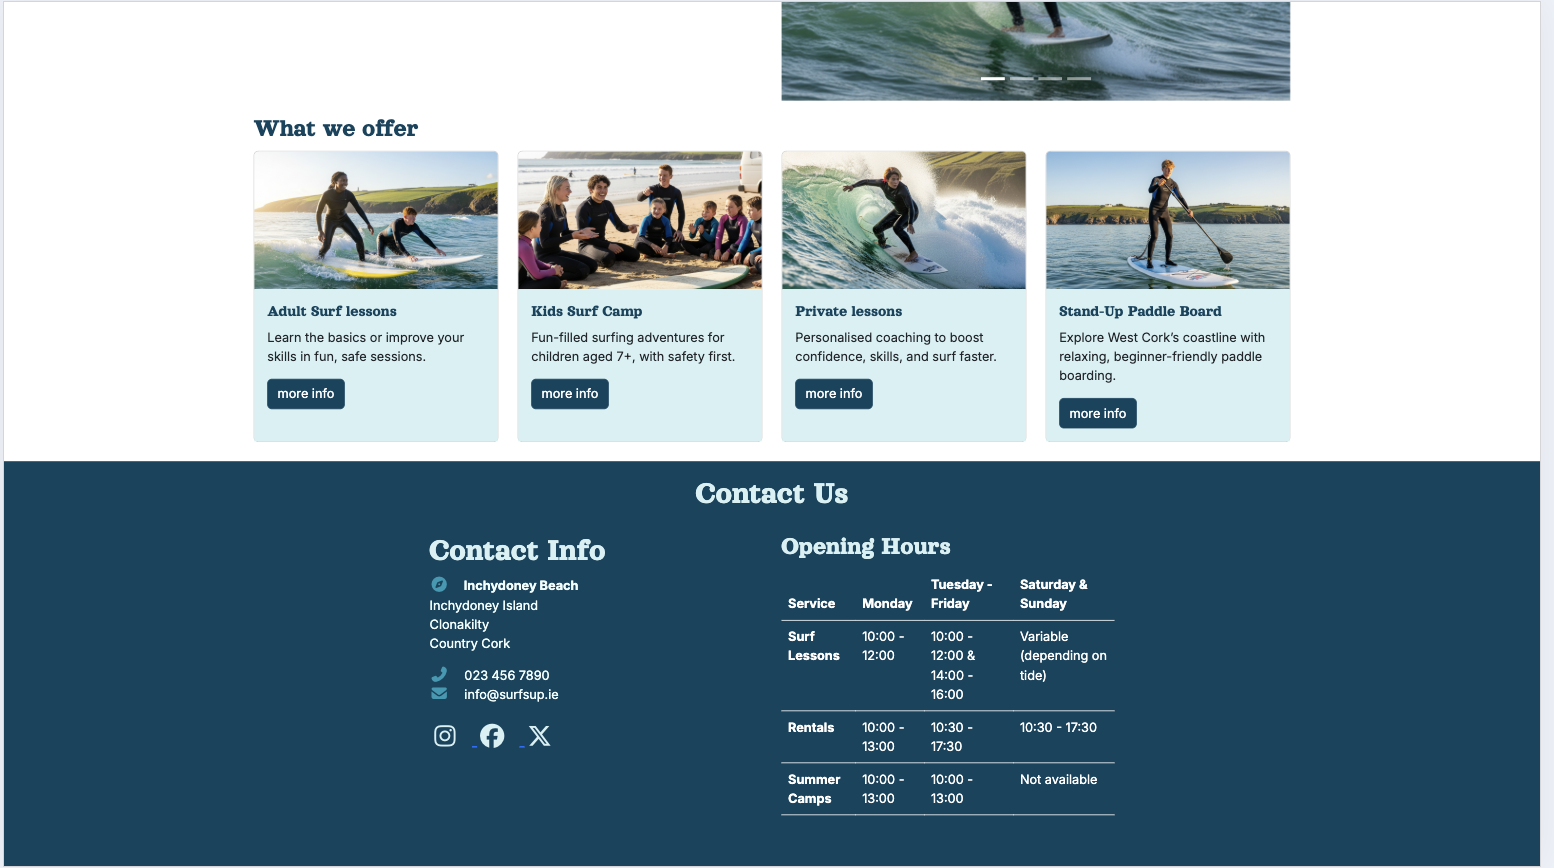 What we offer
Adult Surf lessons
Learn the basics or improve your
skills in fun, safe sessions.
more info
Kids Surf Camp
Fun-filled surfing adventures for
children aged 7+, with safety first.
more info
Private lessons
Personalised coaching to boost
confidence, skills, and surf faster.
more info
Stand-Up Paddle Board
Explore West Cork’s coastline with
relaxing, beginner-friendly paddle
boarding.
more info
Contact Us
Contact Info
Inchydoney Beach
Inchydoney Island
Clonakilty
Country Cork
023 456 7890
info@surfsup.ie
Opening Hours
Service Monday Tuesday - Friday Saturday & Sunday
Surf Lessons 10:00 - 12:00 10:00 - 12:00 & 14:00 - 16:00 Variable (depending on tide)
Rentals 10:00 - 13:00 10:30 - 17:30 10:30 - 17:30
Summer Camps 10:00 - 13:00 10:00 - 13:00 Not available